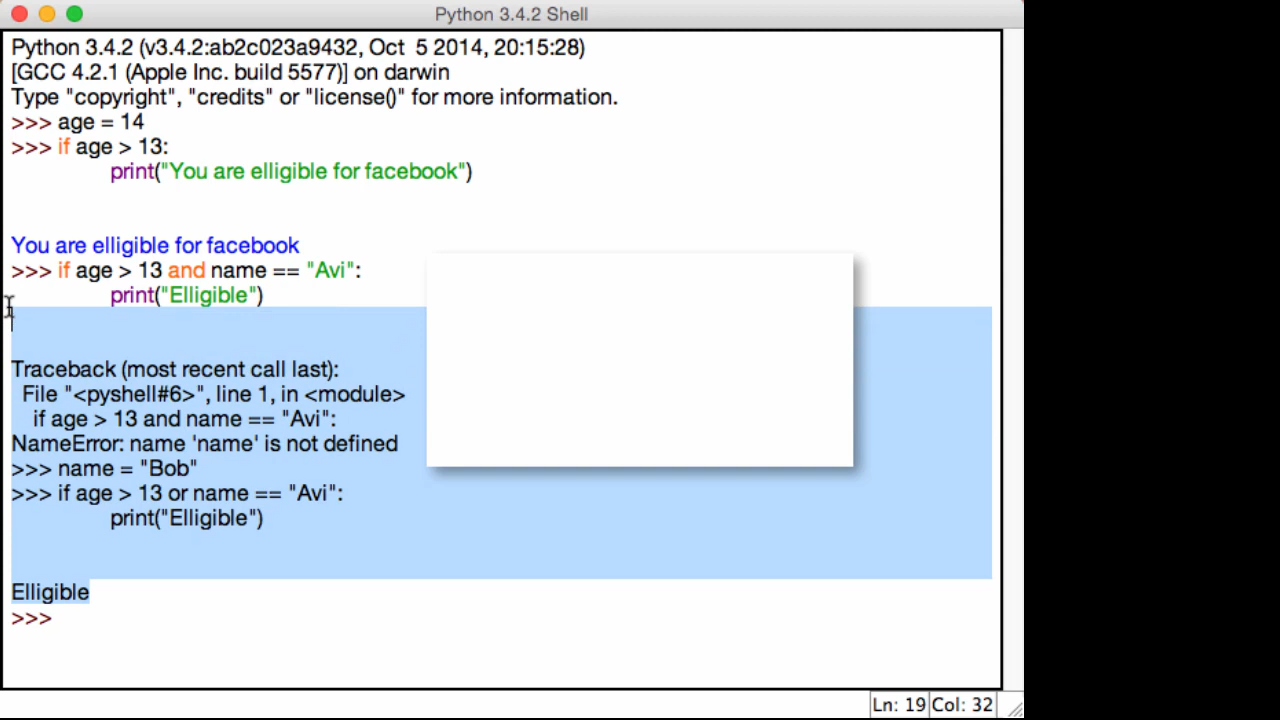 Python 3.4.2 Shell
Python 3.4.2 (v3.4.2:ab2c023a9432, Oct  5 2014, 20:15:28)
[GCC 4.2.1 (Apple Inc. build 5577)] on darwin
Type "copyright", "credits" or "license()" for more information.
>>> age = 14
>>> if age > 13:
print("You are elligible for facebook")
You are elligible for facebook
>>> if age > 13 and name == "Avi":
print("Elligible")
Traceback (most recent call last):
File "<pyshell#6>", line 1, in <module>
if age > 13 and name == "Avi":
NameError: name 'name' is not defined
>>> name = "Bob"
>>> if age > 13 or name == "Avi":
print("Elligible")
Elligible
>>>
Ln: 19 Col: 32